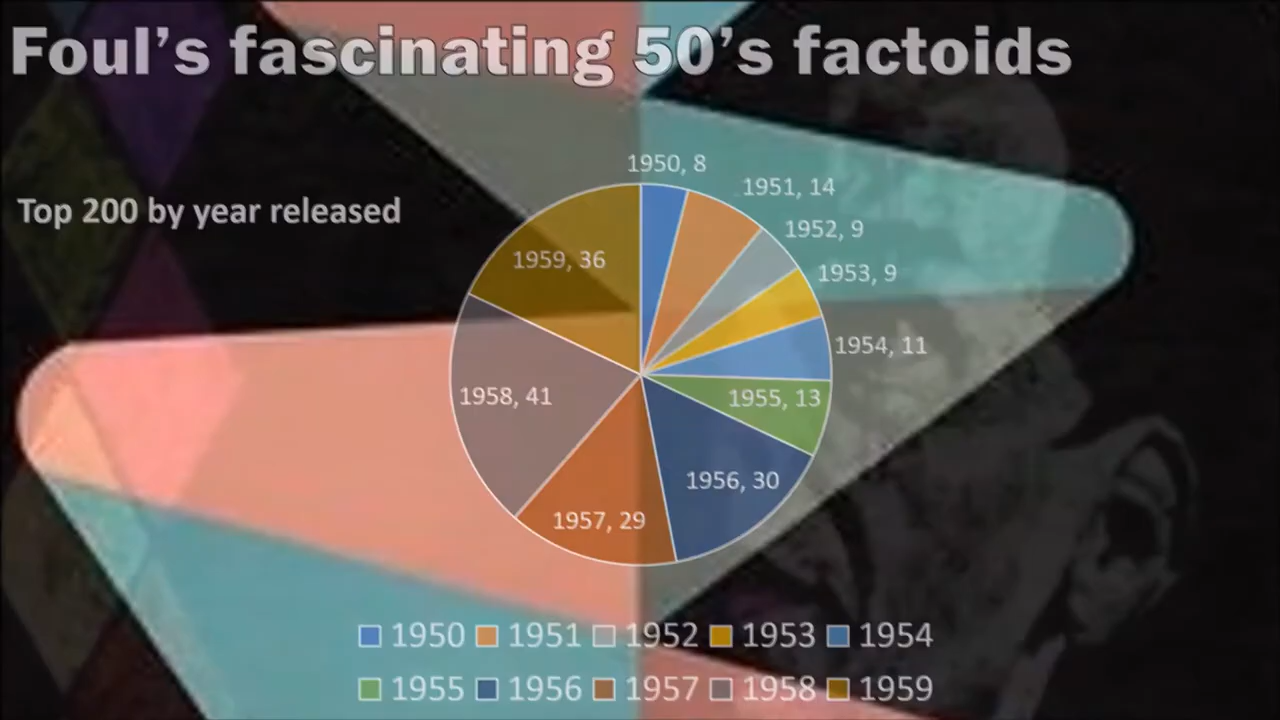 Foul's fascinating 50's factoids
Top 200 by year released
1950, 8
1951, 14
1952, 9
1953, 9
1954, 11
1955, 13
1956, 30
1957, 29
1958, 41
1959, 36
1950 1951 1952 1953 1954
1955 1956 1957 1958 1959